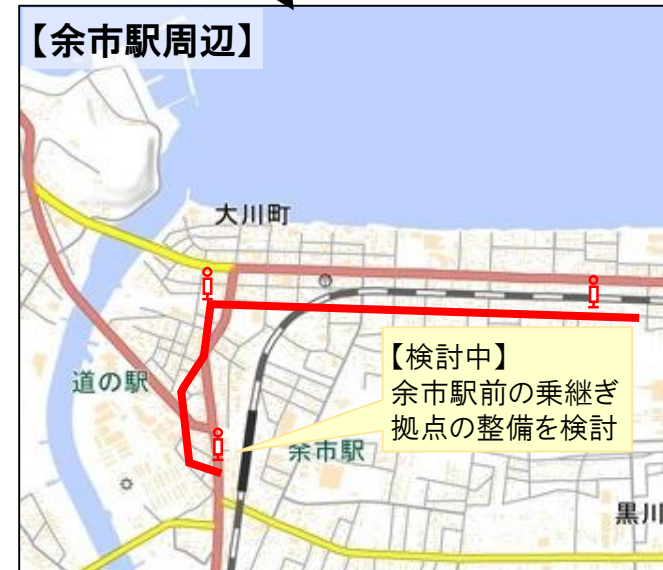 【余市駅周辺】
大川町
【検討中】
余市駅前の乗継ぎ
拠点の整備を検討
道の駅
余市駅
黒川